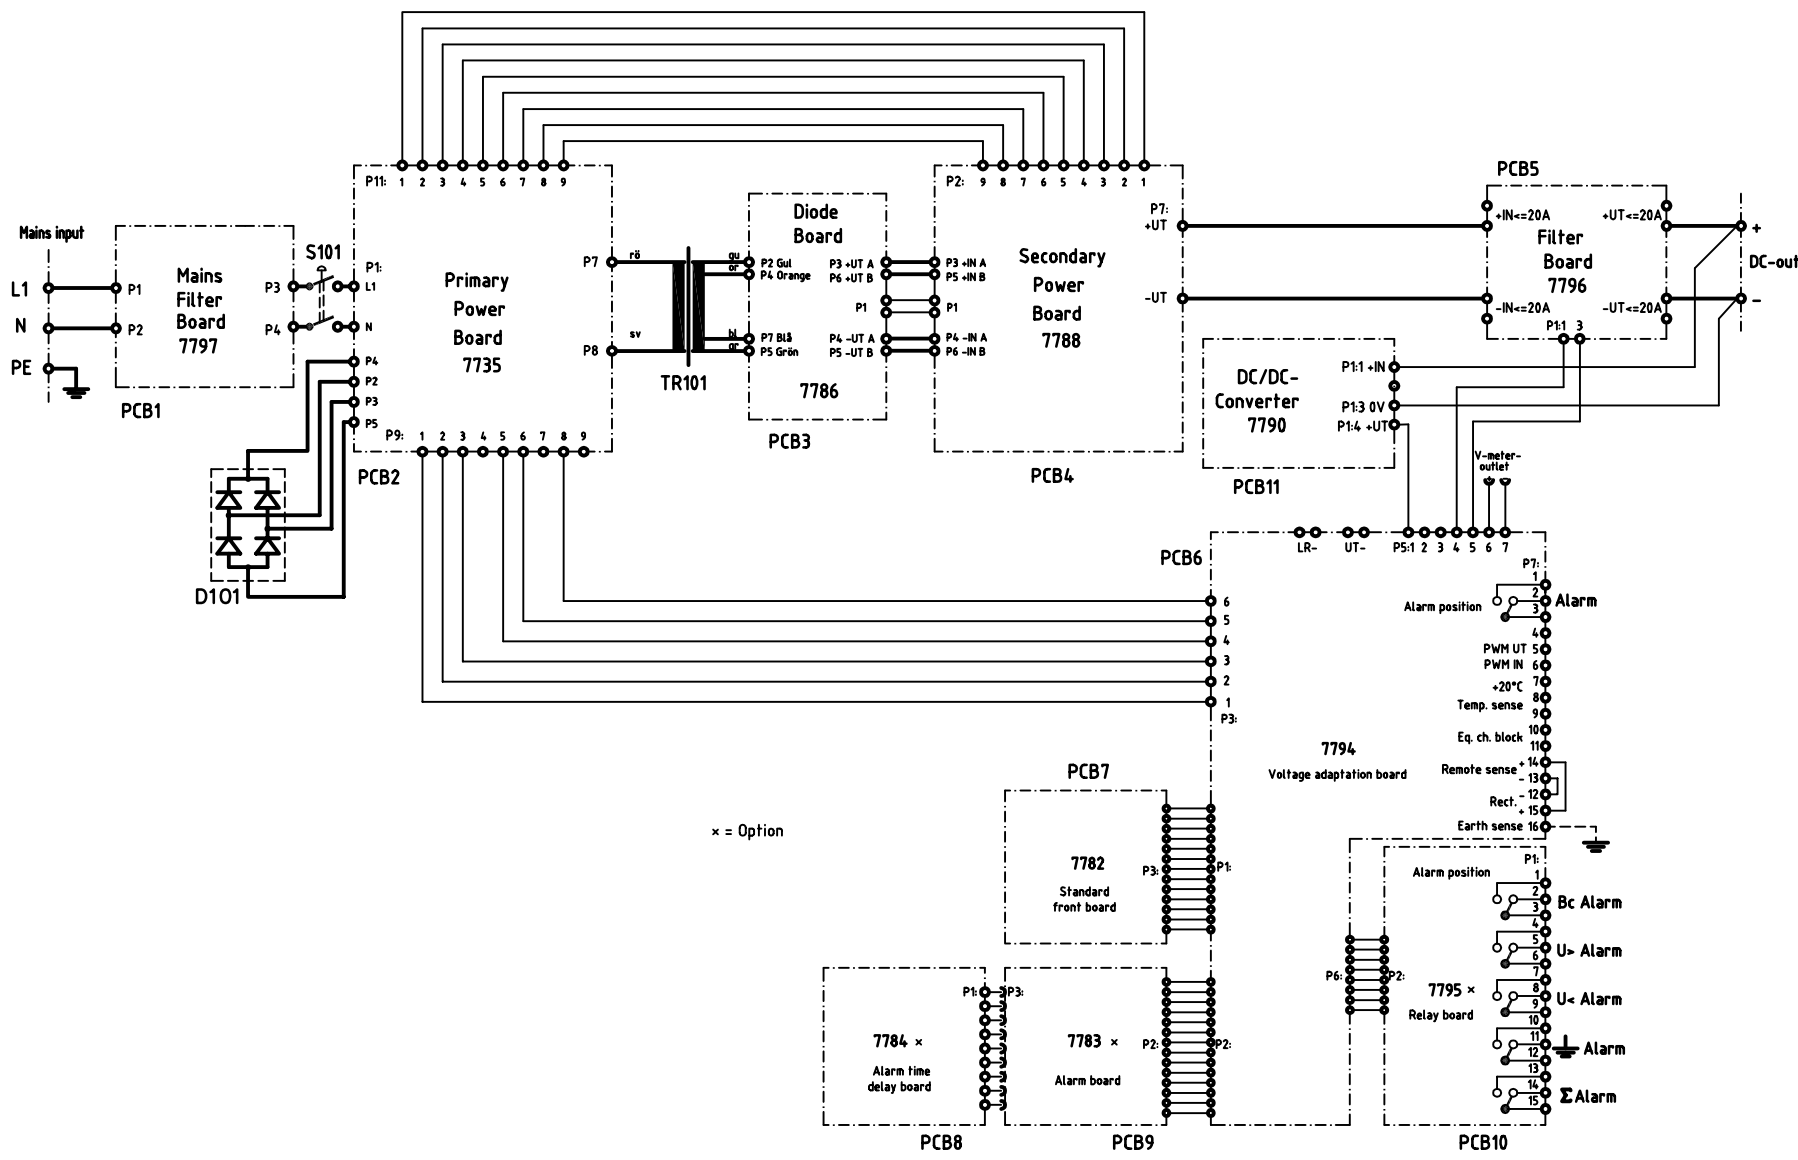 P11: 1 2 3 4 5 6 7 8 9
P2: 9 8 7 6 5 4 3 2 1
PCB5
Mains input
L1
N
PE
P1
P2
Mains
Filter
Board
7797
P3
P4
PCB1
S101
P1:
L1
N
P4
P2
P3
P5
Primary
Power
Board
7735
P7
P8
P9: 1 2 3 4 5 6 7 8 9
PCB2
D101
rö
sv
gu
or
bl
gr
TR101
Diode
Board
P2 Gul
P4 Orange
P3 +UT A
P6 +UT B
P1
P7 Blå
P5 Grön
P4 -UT A
P5 -UT B
7786
PCB3
P3 +IN A
P5 +IN B
P1
P4 -IN A
P6 -IN B
Secondary
Power
Board
7788
P7:
+UT
-UT
PCB4
+IN<=20A
+UT<=20A
Filter
Board
7796
-IN<=20A
-UT<=20A
P1:1 3
+
DC-out
-
DC/DC-
Converter
7790
P1:1 +IN
P1:3 0V
P1:4 +UT
PCB11
V-meter-
outlet
PCB6
LR-
UT-
P5:1 2 3 4 5 6 7
P7:
1
2
3
Alarm position
Alarm
4
PWM UT 5
PWM IN 6
7
+20°C
8
Temp. sense
9
10
Eq. ch. block
11
Remote sense + 14
- 13
- 12
Rect.
+ 15
Earth sense 16
6
5
4
3
2
1
P3:
7794
Voltage adaptation board
× = Option
PCB7
7782
Standard
front board
P3:
P1:
7784 ×
Alarm time
delay board
P1:
PCB8
P3:
7783 ×
Alarm board
P2:
P2:
PCB9
P6:
P2:
P1:
Alarm position
1
2
3
Bc Alarm
4
5
6
U> Alarm
7
8
9
U< Alarm
7795 ×
Relay board
10
11
12
Alarm
13
14
15
Σ Alarm
PCB10